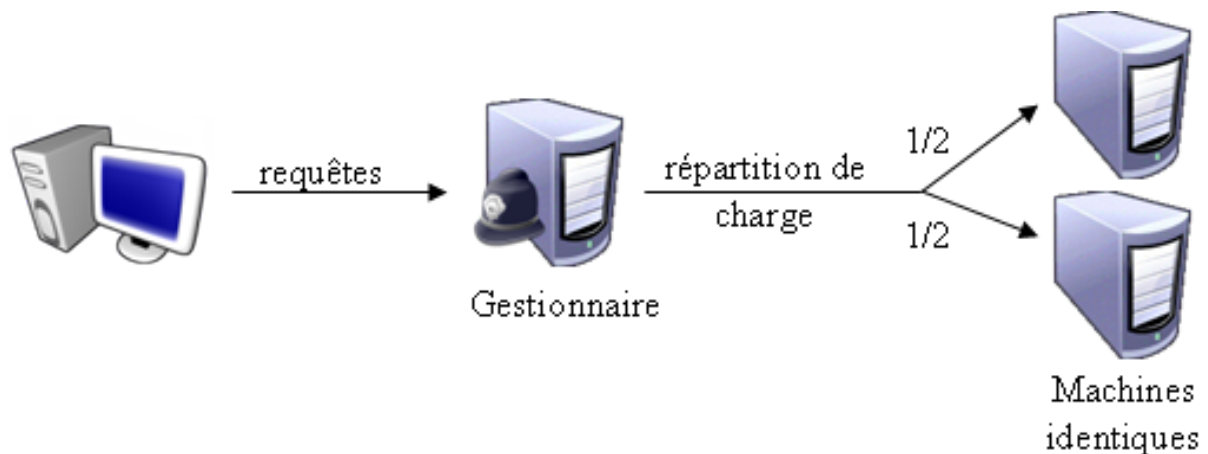 requêtes
Gestionnaire
répartition de
charge
1/2
1/2
Machines
identiques